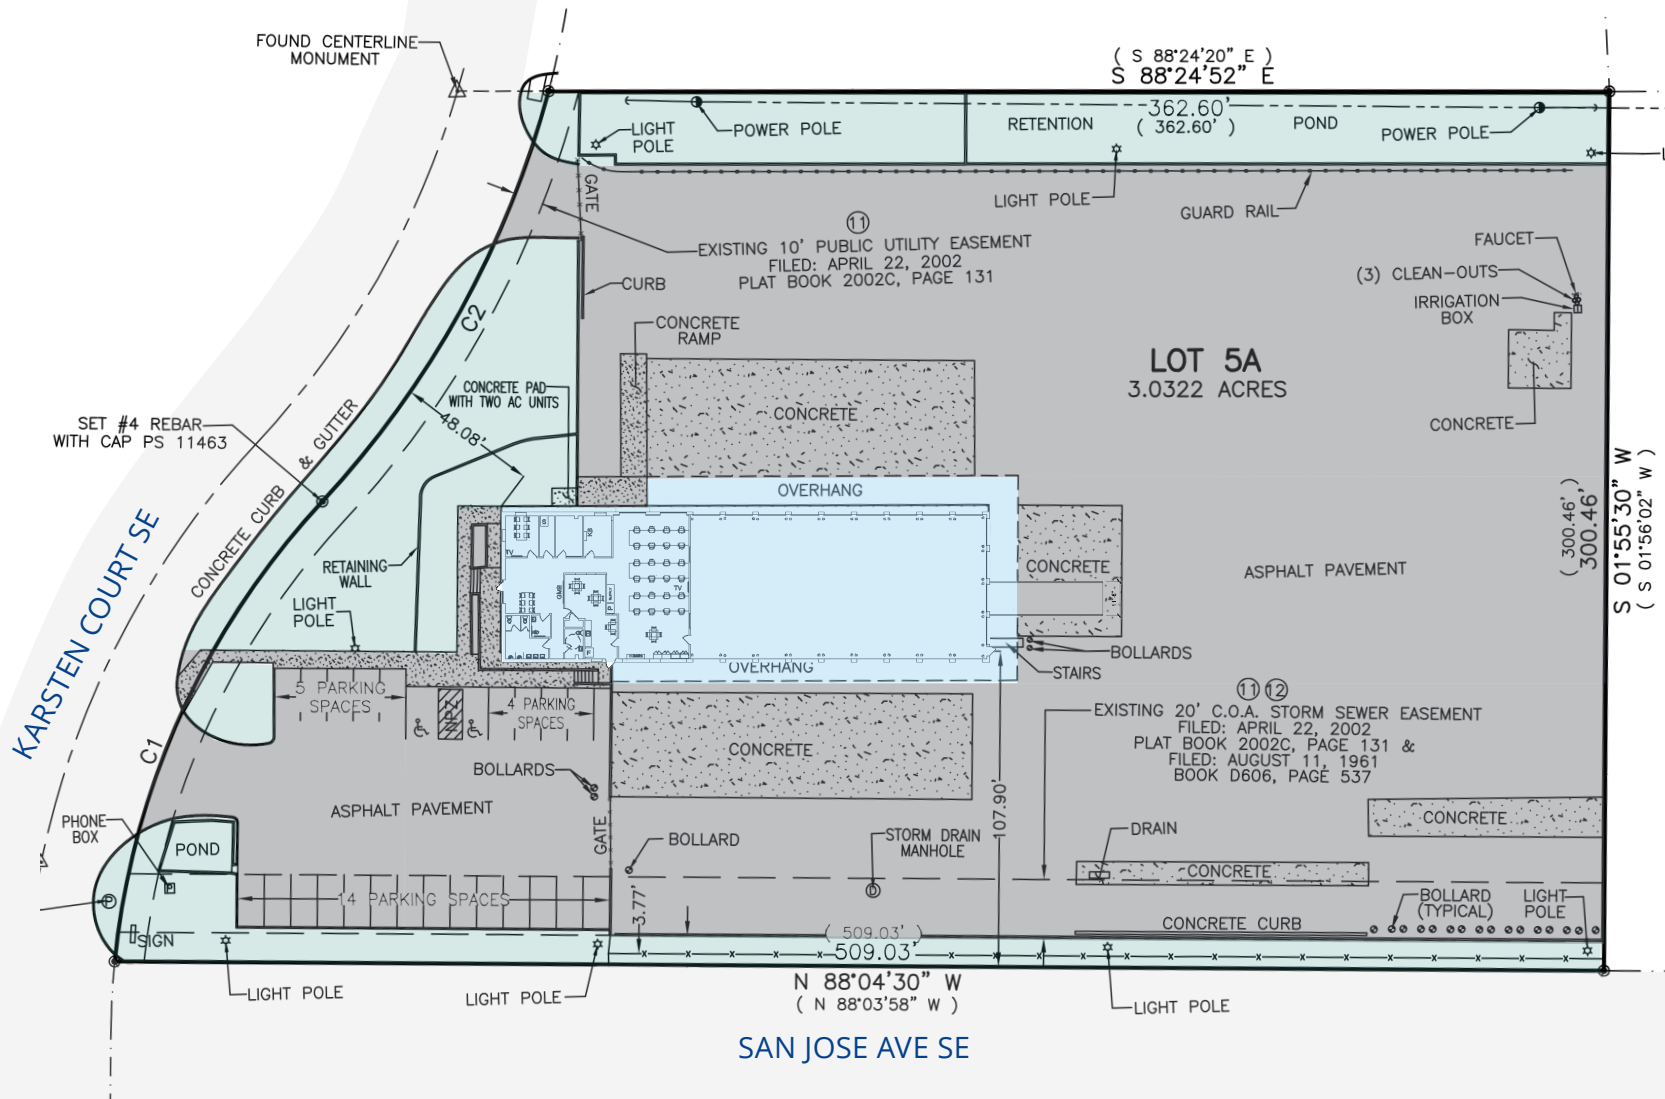 FOUND CENTERLINE
MONUMENT
( S 88°24'20" E )
S 88°24'52" E
362.60'
( 362.60' )
LIGHT
POLE
POWER POLE
RETENTION
POND
POWER POLE
L
GATE
LIGHT POLE
GUARD RAIL
11
EXISTING 10' PUBLIC UTILITY EASEMENT
FILED: APRIL 22, 2002
PLAT BOOK 2002C, PAGE 131
FAUCET
(3) CLEAN-OUTS
IRRIGATION
BOX
CURB
C2
CONCRETE
RAMP
LOT 5A
3.0322 ACRES
CONCRETE PAD
WITH TWO AC UNITS
CONCRETE
CONCRETE
48.08'
SET #4 REBAR
WITH CAP PS 11463
CONCRETE CURB & GUTTER
KARSTEN COURT SE
OVERHANG
( 300.46' )
300.46'
S 01°55'30" W
( S 01°56'02" W )
RETAINING
WALL
TV
TV
CONCRETE
ASPHALT PAVEMENT
LIGHT
POLE
BOLLARDS
OVERHANG
STAIRS
5 PARKING
SPACES
4 PARKING
SPACES
11 12
EXISTING 20' C.O.A. STORM SEWER EASEMENT
FILED: APRIL 22, 2002
PLAT BOOK 2002C, PAGE 131 &
FILED: AUGUST 11, 1961
BOOK D606, PAGE 537
C1
CONCRETE
BOLLARDS
ASPHALT PAVEMENT
107.90'
PHONE
BOX
GATE
BOLLARD
STORM DRAIN
MANHOLE
DRAIN
CONCRETE
POND
CONCRETE
P
D
P
14 PARKING SPACES
3.77'
BOLLARD
(TYPICAL)
LIGHT
POLE
CONCRETE CURB
SIGN
( 509.03' )
509.03'
N 88°04'30" W
( N 88°03'58" W )
LIGHT POLE
LIGHT POLE
LIGHT POLE
SAN JOSE AVE SE